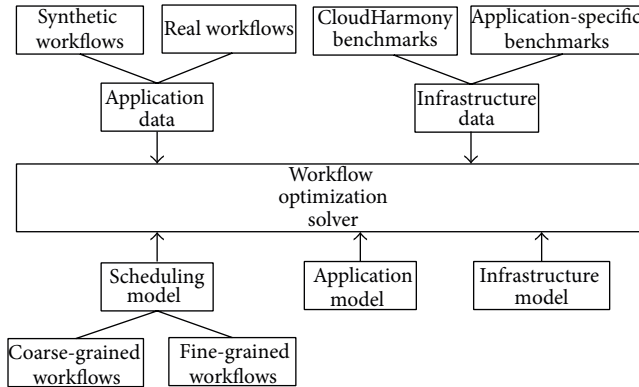 Synthetic
workflows
Real workflows
CloudHarmony
benchmarks
Application-specific
benchmarks
Application
data
Infrastructure
data
Workflow
optimization
solver
Scheduling
model
Application
model
Infrastructure
model
Coarse-grained
workflows
Fine-grained
workflows